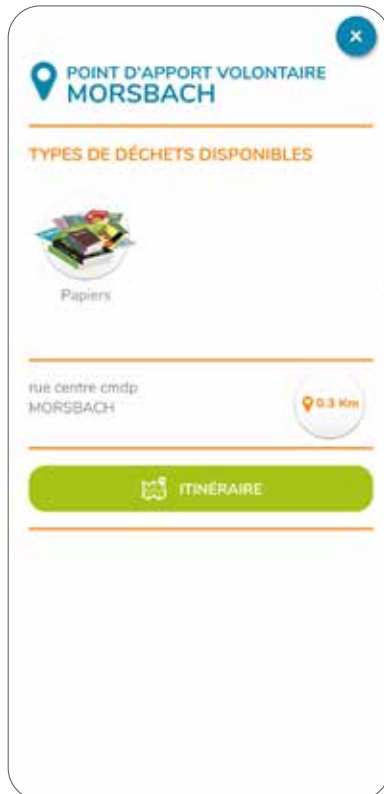 POINT D'APPORT VOLONTAIRE
MORSBACH
TYPES DE DÉCHETS DISPONIBLES
Papiers
rue centre cmdp
MORSBACH
0.3 Km
ITINÉRAIRE